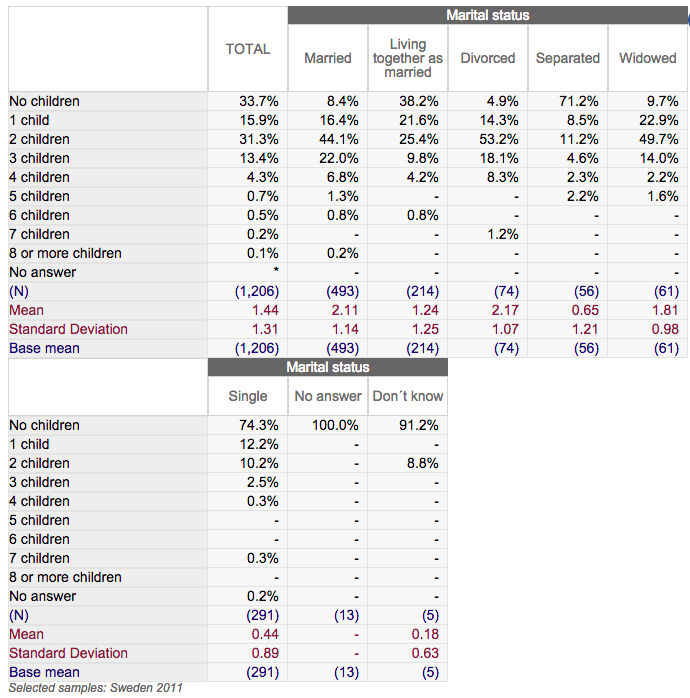 Marital status
TOTAL Married Living together as married Divorced Separated Widowed
No children 33.7% 8.4% 38.2% 4.9% 71.2% 9.7%
1 child 15.9% 16.4% 21.6% 14.3% 8.5% 22.9%
2 children 31.3% 44.1% 25.4% 53.2% 11.2% 49.7%
3 children 13.4% 22.0% 9.8% 18.1% 4.6% 14.0%
4 children 4.3% 6.8% 4.2% 8.3% 2.3% 2.2%
5 children 0.7% 1.3% - - 2.2% 1.6%
6 children 0.5% 0.8% 0.8% - - -
7 children 0.2% - - 1.2% - -
8 or more children 0.1% 0.2% - - - -
No answer * - - - - -
(N) (1,206) (493) (214) (74) (56) (61)
Mean 1.44 2.11 1.24 2.17 0.65 1.81
Standard Deviation 1.31 1.14 1.25 1.07 1.21 0.98
Base mean (1,206) (493) (214) (74) (56) (61)
Marital status
Single No answer Don´t know
No children 74.3% 100.0% 91.2%
1 child 12.2% - -
2 children 10.2% - 8.8%
3 children 2.5% - -
4 children 0.3% - -
5 children - - -
6 children - - -
7 children 0.3% - -
8 or more children - - -
No answer 0.2% - -
(N) (291) (13) (5)
Mean 0.44 - 0.18
Standard Deviation 0.89 - 0.63
Base mean (291) (13) (5)
Selected samples: Sweden 2011